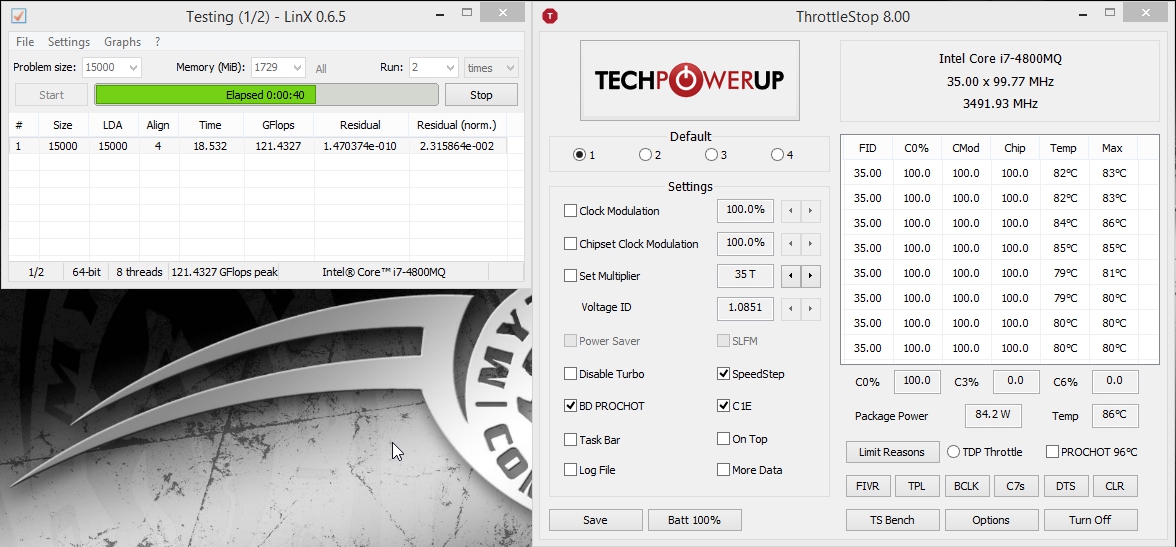 Testing (1/2) - LinX 0.6.5
File Settings Graphs ?
Problem size: 15000 Memory (MiB): 1729 All Run: 2 times
Start Elapsed 0:00:40 Stop
# Size LDA Align Time GFlops Residual Residual (norm.)
1 15000 15000 4 18.532 121.4327 1.470374e-010 2.315864e-002
1/2 64-bit 8 threads 121.4327 GFlops peak Intel® Core™ i7-4800MQ
ThrottleStop 8.00
TECHPOWERUP
Intel Core i7-4800MQ
35.00 x 99.77 MHz
3491.93 MHz
Default
1 2 3 4
Settings
Clock Modulation 100.0%
Chipset Clock Modulation 100.0%
Set Multiplier 35 T
Voltage ID 1.0851
Power Saver SLFM
Disable Turbo SpeedStep
BD PROCHOT C1E
Task Bar On Top
Log File More Data
Save Batt 100%
FID C0% CMod Chip Temp Max
35.00 100.0 100.0 100.0 82°C 83°C
35.00 100.0 100.0 100.0 82°C 83°C
35.00 100.0 100.0 100.0 84°C 86°C
35.00 100.0 100.0 100.0 85°C 85°C
35.00 100.0 100.0 100.0 79°C 81°C
35.00 100.0 100.0 100.0 79°C 80°C
35.00 100.0 100.0 100.0 80°C 80°C
35.00 100.0 100.0 100.0 80°C 80°C
C0% 100.0 C3% 0.0 C6% 0.0
Package Power 84.2 W Temp 86°C
Limit Reasons TDP Throttle PROCHOT 96°C
FIVR TPL BCLK C7s DTS CLR
TS Bench Options Turn Off